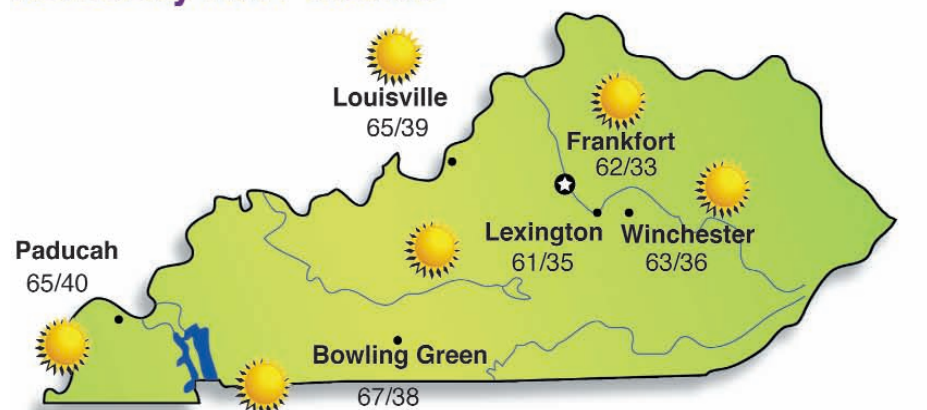 Louisville
65/39
Frankfort
62/33
Lexington
61/35
Winchester
63/36
Paducah
65/40
Bowling Green
67/38